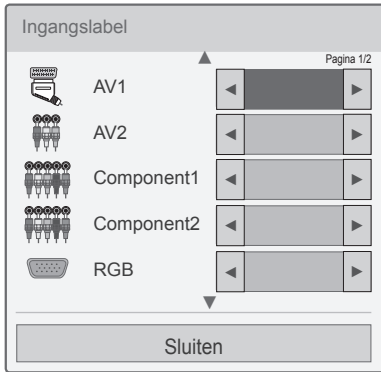 Ingangslabel
Pagina 1/2
AV1
AV2
Component1
Component2
RGB
Sluiten